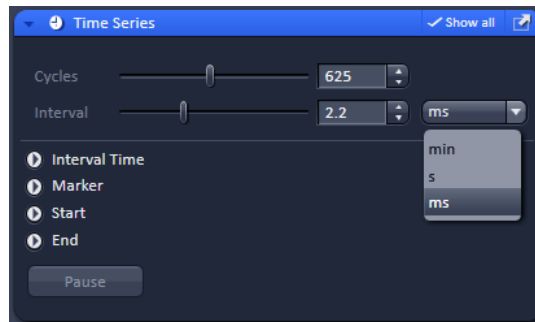 Time Series Show all
Cycles 625
Interval 2.2 ms
min
s
ms
Interval Time
Marker
Start
End
Pause